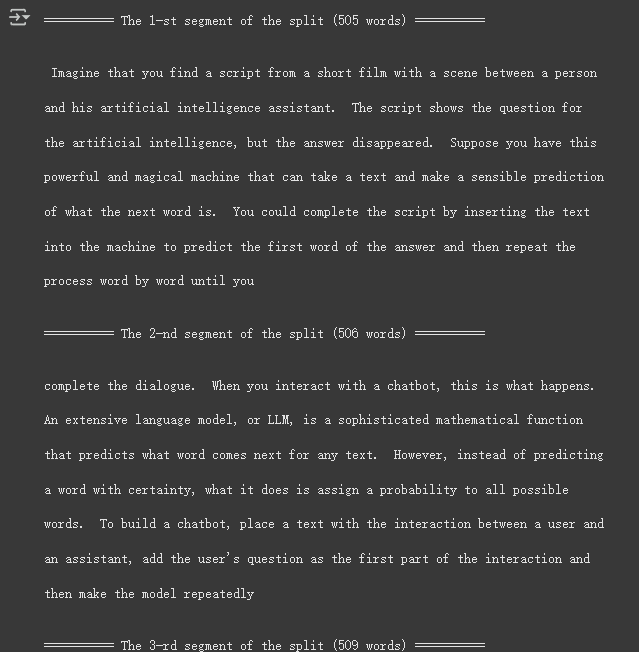 ══════════ The 1-st segment of the split (505 words) ══════════
Imagine that you find a script from a short film with a scene between a person
and his artificial intelligence assistant.  The script shows the question for
the artificial intelligence, but the answer disappeared.  Suppose you have this
powerful and magical machine that can take a text and make a sensible prediction
of what the next word is.  You could complete the script by inserting the text
into the machine to predict the first word of the answer and then repeat the
process word by word until you
══════════ The 2-nd segment of the split (506 words) ══════════
complete the dialogue.  When you interact with a chatbot, this is what happens.
An extensive language model, or LLM, is a sophisticated mathematical function
that predicts what word comes next for any text.  However, instead of predicting
a word with certainty, what it does is assign a probability to all possible
words.  To build a chatbot, place a text with the interaction between a user and
an assistant, add the user's question as the first part of the interaction and
then make the model repeatedly
══════════ The 3-rd segment of the split (509 words) ══════════